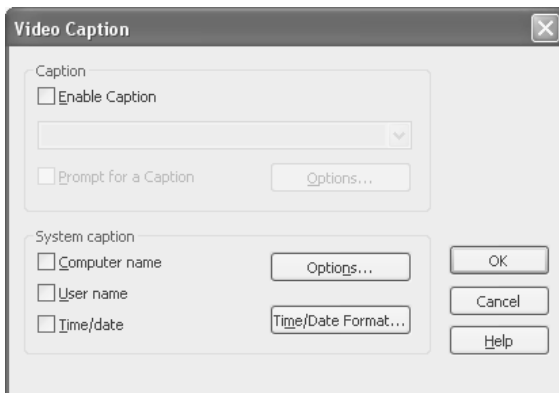 Video Caption
Caption
Enable Caption
Prompt for a Caption
Options...
System caption
Computer name
Options...
User name
Time/date
Time/Date Format...
OK
Cancel
Help